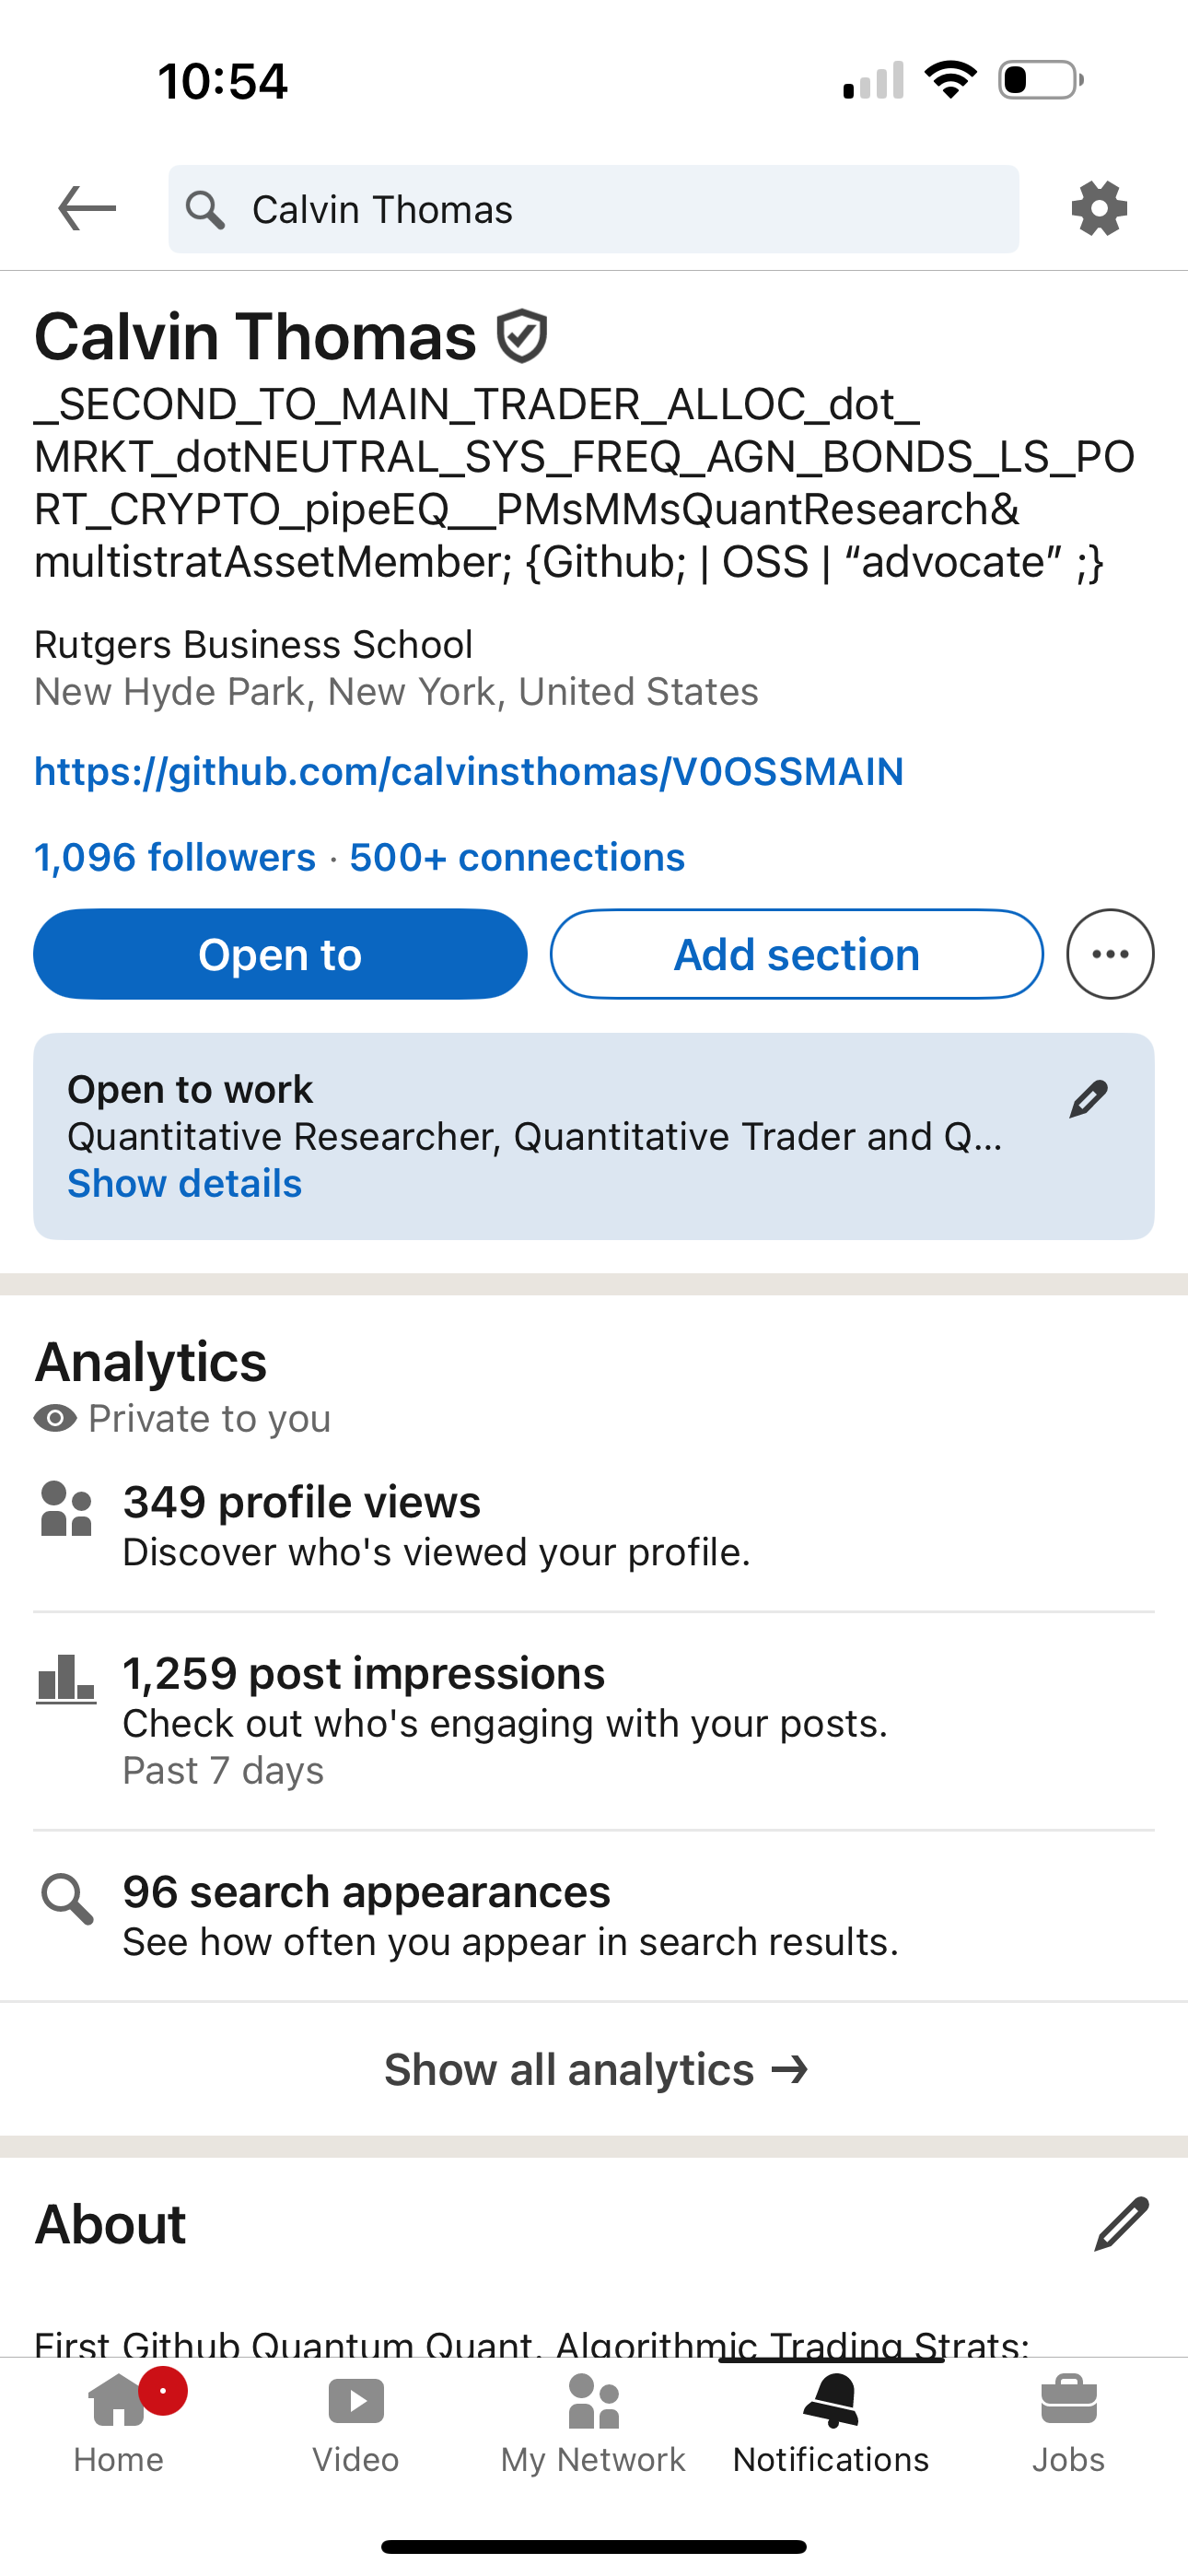 10:54
Calvin Thomas
Calvin Thomas
_SECOND_TO_MAIN_TRADER_ALLOC_dot_
MRKT_dotNEUTRAL_SYS_FREQ_AGN_BONDS_LS_PO
RT_CRYPTO_pipeEQ__PMsMMsQuantResearch&
multistratAssetMember; {Github; | OSS | “advocate” ;}
Rutgers Business School
New Hyde Park, New York, United States
https://github.com/calvinsthomas/V0OSSMAIN
1,096 followers · 500+ connections
Open to
Add section
Open to work
Quantitative Researcher, Quantitative Trader and Q...
Show details
Analytics
Private to you
349 profile views
Discover who's viewed your profile.
1,259 post impressions
Check out who's engaging with your posts.
Past 7 days
96 search appearances
See how often you appear in search results.
Show all analytics →
About
First Github Quantum Quant. Algorithmic Trading Strats:
Home
Video
My Network
Notifications
Jobs